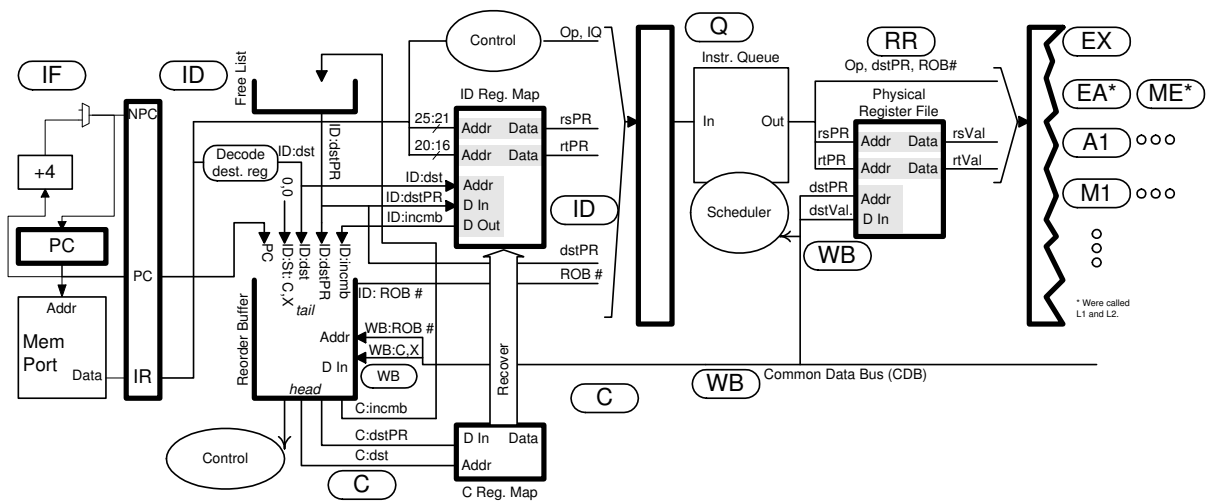 IF
ID
Free List
Control
Op, IQ
Q
RR
EX
Instr. Queue
Op, dstPR, ROB#
EA*
ME*
ID Reg. Map
Physical
Register File
NPC
25:21
Addr
Data
rsPR
20:16
Addr
Data
rtPR
In
Out
rsPR
Addr
Data
rsVal
rtPR
Addr
Data
rtVal
A1
M1
+4
Decode
dest. reg
ID:dst
ID:dstPR
ID:dst
Addr
ID:dstPR
D In
ID:incmb
D Out
ID
Scheduler
dstPR
Addr
dstVal.
D In
WB
PC
PC
0,0
PC
ID:St: C,X
ID:dst
ID:dstPR
ID:incmb
tail
dstPR
ROB #
ID: ROB #
Addr
Mem
Port
Data
IR
Reorder Buffer
Addr
WB:ROB #
D In
WB:C,X
WB
head
Recover
C
WB
Common Data Bus (CDB)
* Were called
L1 and L2.
C:incmb
C:dstPR
D In
Data
C:dst
Addr
Control
C
C Reg. Map